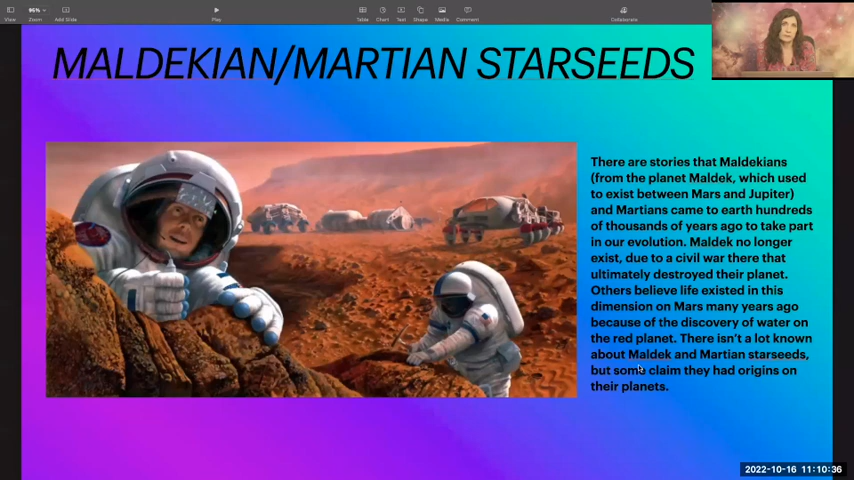 View
95%
Zoom
Add Slide
Play
Table
Chart
Text
Shape
Media
Comment
Collaborate
MALDEKIAN/MARTIAN STARSEEDS
There are stories that Maldekians
(from the planet Maldek, which used
to exist between Mars and Jupiter)
and Martians came to earth hundreds
of thousands of years ago to take part
in our evolution. Maldek no longer
exist, due to a civil war there that
ultimately destroyed their planet.
Others believe life existed in this
dimension on Mars many years ago
because of the discovery of water on
the red planet. There isn't a lot known
about Maldek and Martian starseeds,
but some claim they had origins on
their planets.
2022-10-16 11:10:36